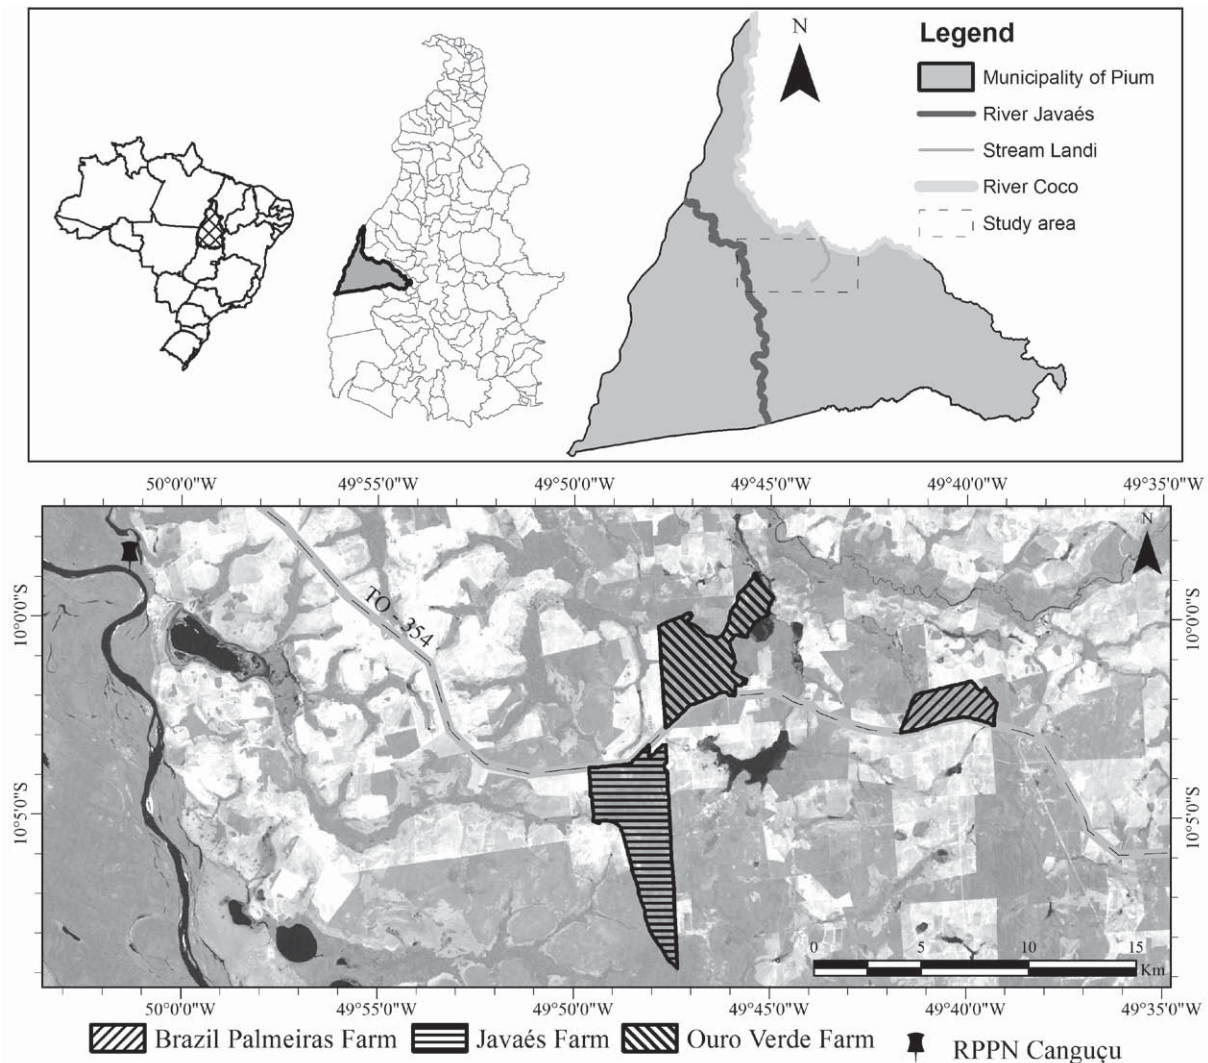 N
Legend
Municipality of Pium
River Javaés
Stream Landi
River Coco
Study area
50°0'0"W 49°55'0"W 49°50'0"W 49°45'0"W 49°40'0"W 49°35'0"W
N
TO - 354
10°0'0"S 10°0'0"S
10°5'0"S 10°5'0"S
0 5 10 15
Km
50°0'0"W 49°55'0"W 49°50'0"W 49°45'0"W 49°40'0"W 49°35'0"W
Brazil Palmeiras Farm Javaés Farm Ouro Verde Farm RPPN Canguçu